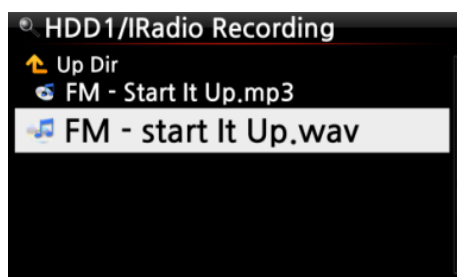 HDD1/IRadio Recording
Up Dir
FM - Start It Up.mp3
FM - start It Up.wav